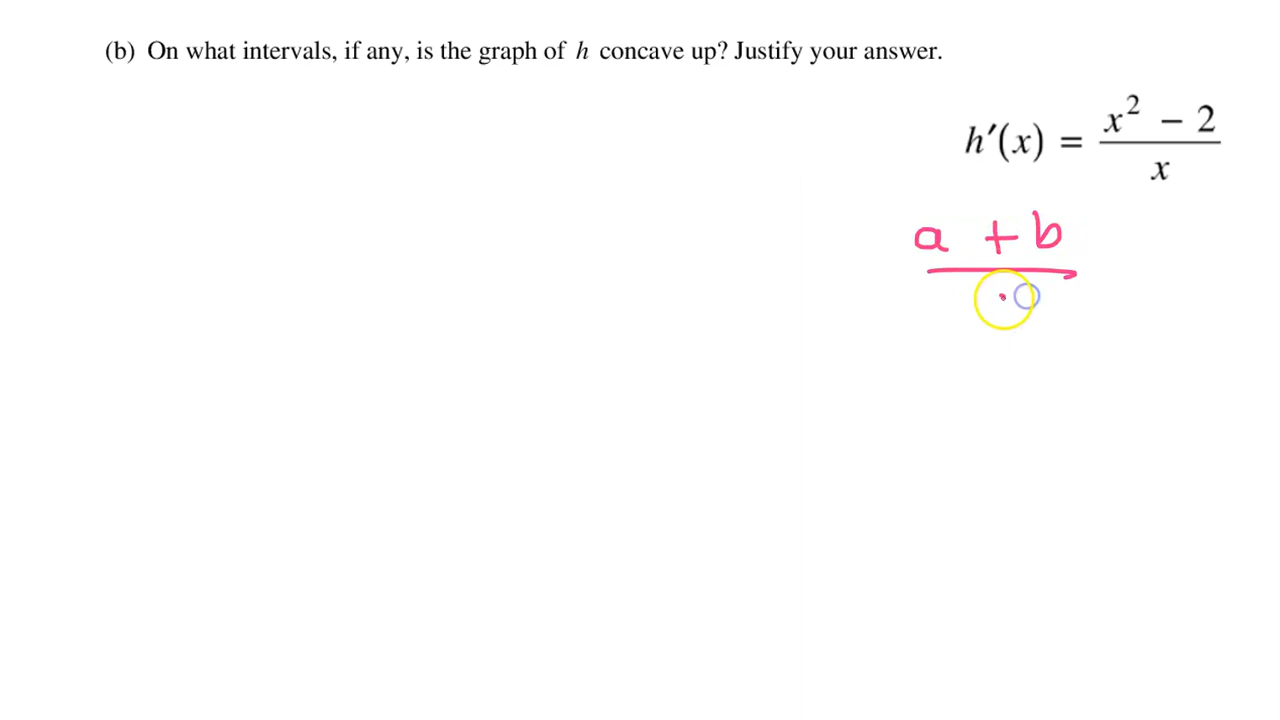 (b) On what intervals, if any, is the graph of h concave up? Justify your answer.
h′(x) = (x² − 2)/x
a + b